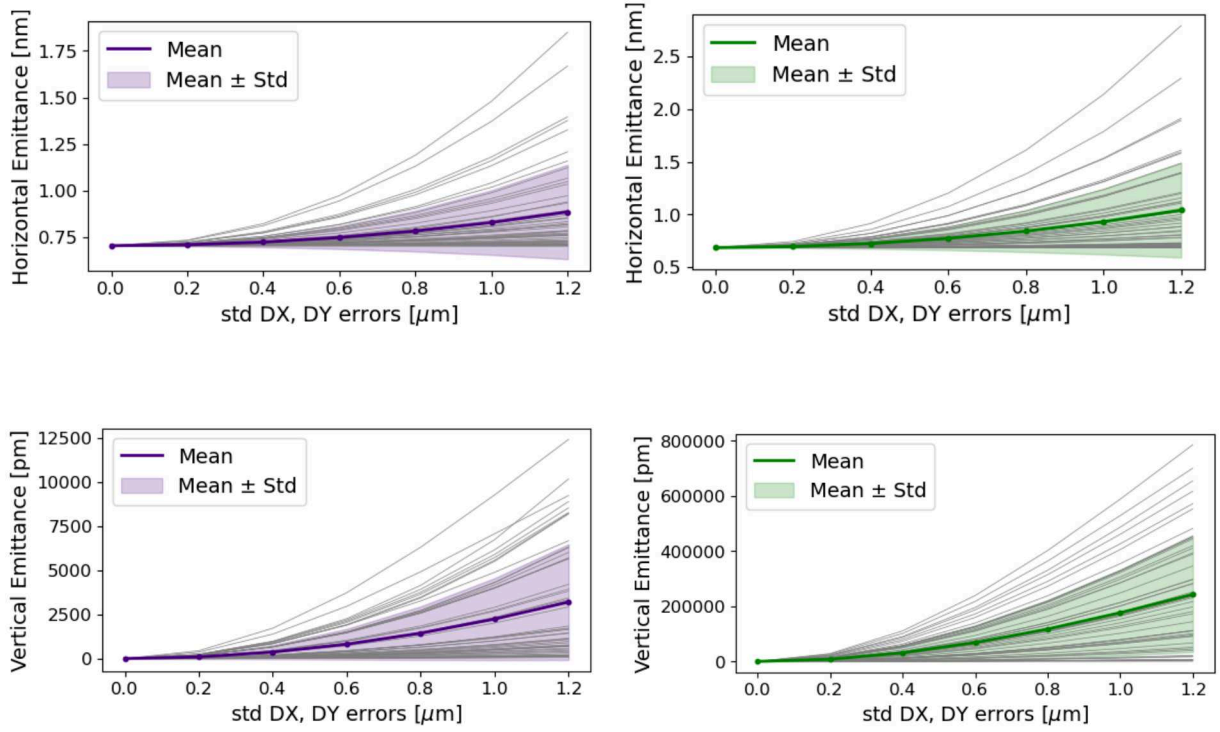 Horizontal Emittance [nm]
1.75
1.50
1.25
1.00
0.75
Mean
Mean ± Std
0.0 0.2 0.4 0.6 0.8 1.0 1.2
std DX, DY errors [μm]
Horizontal Emittance [nm]
2.5
2.0
1.5
1.0
0.5
Mean
Mean ± Std
0.0 0.2 0.4 0.6 0.8 1.0 1.2
std DX, DY errors [μm]
Vertical Emittance [pm]
12500
10000
7500
5000
2500
0
Mean
Mean ± Std
0.0 0.2 0.4 0.6 0.8 1.0 1.2
std DX, DY errors [μm]
Vertical Emittance [pm]
800000
600000
400000
200000
0
Mean
Mean ± Std
0.0 0.2 0.4 0.6 0.8 1.0 1.2
std DX, DY errors [μm]